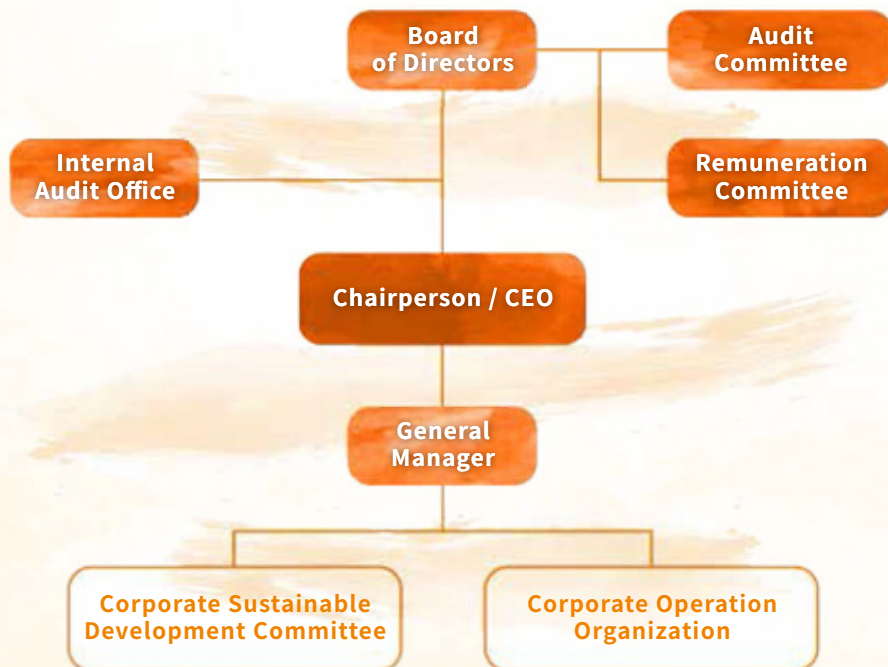 Board
of Directors
Audit
Committee
Internal
Audit Office
Remuneration
Committee
Chairperson / CEO
General
Manager
Corporate Sustainable
Development Committee
Corporate Operation
Organization